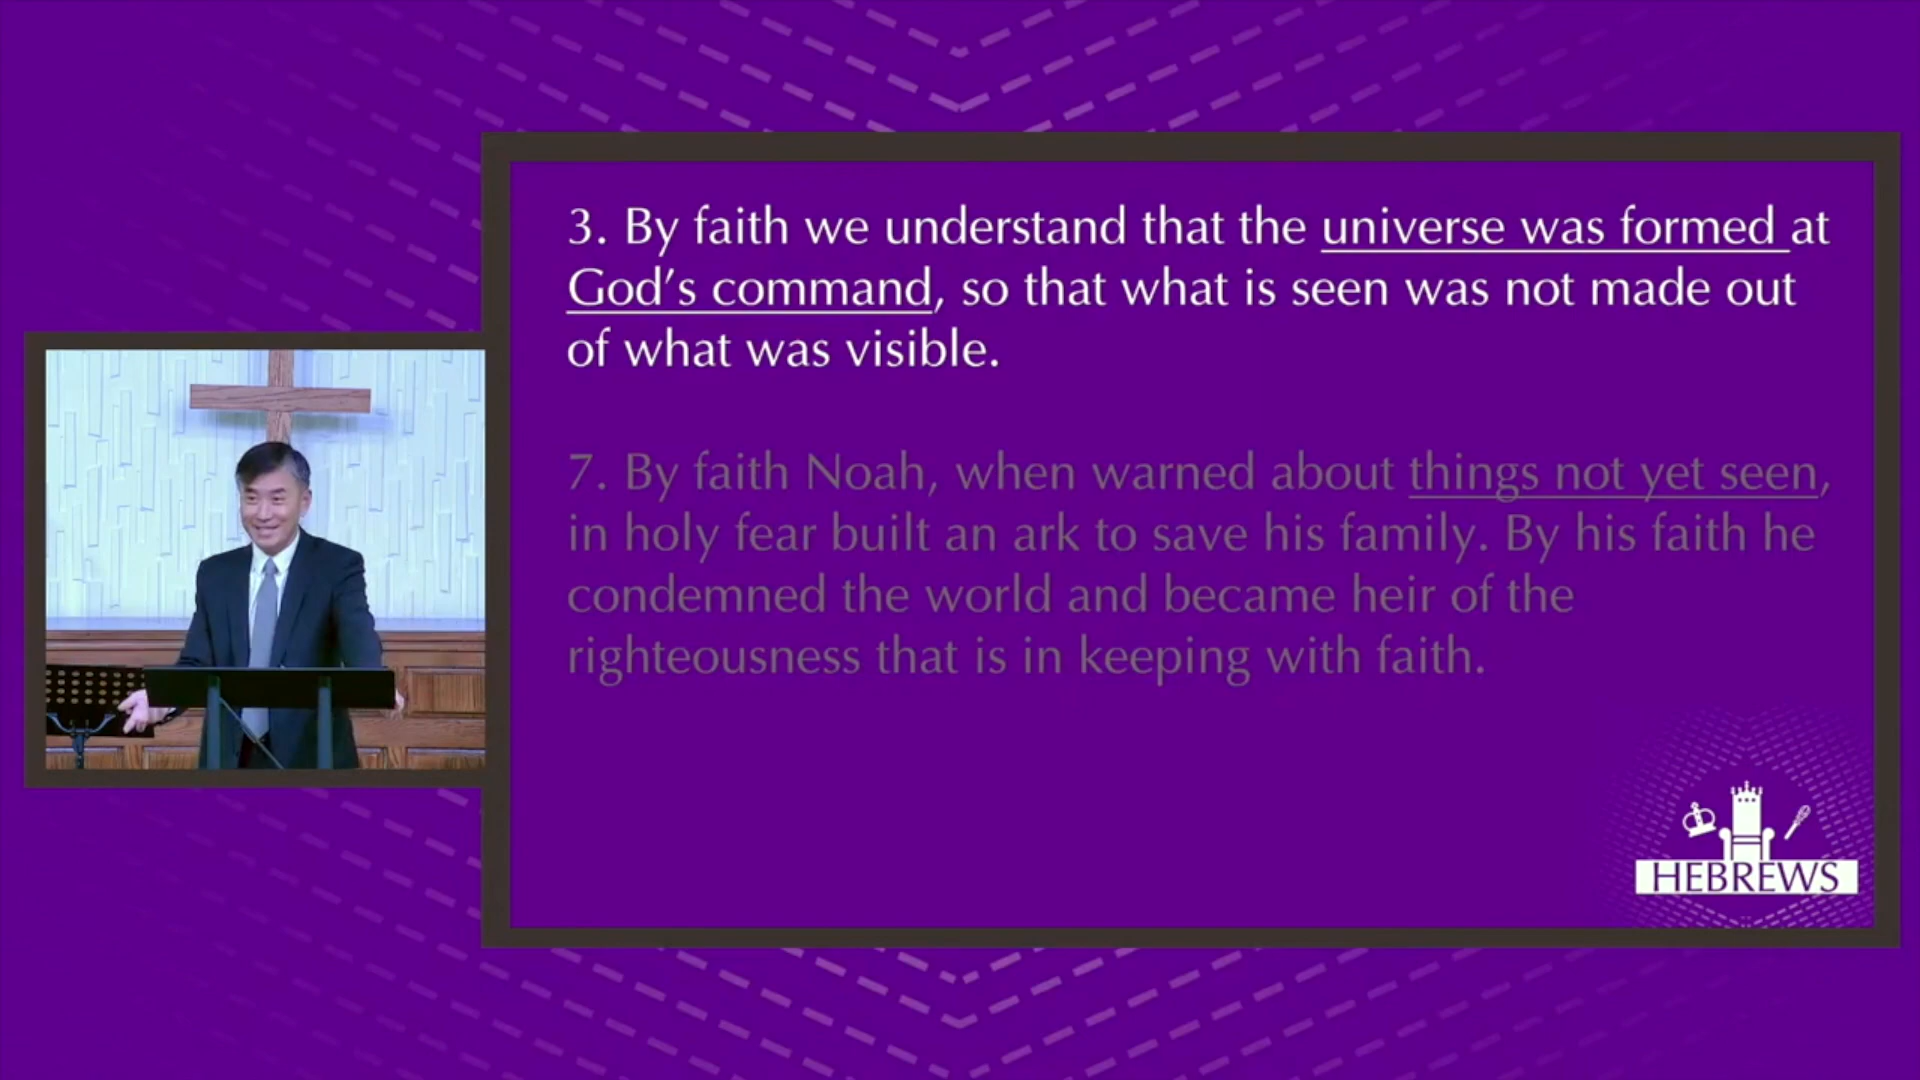 3. By faith we understand that the universe was formed at
God’s command, so that what is seen was not made out
of what was visible.
7. By faith Noah, when warned about things not yet seen,
in holy fear built an ark to save his family. By his faith he
condemned the world and became heir of the
righteousness that is in keeping with faith.
HEBREWS